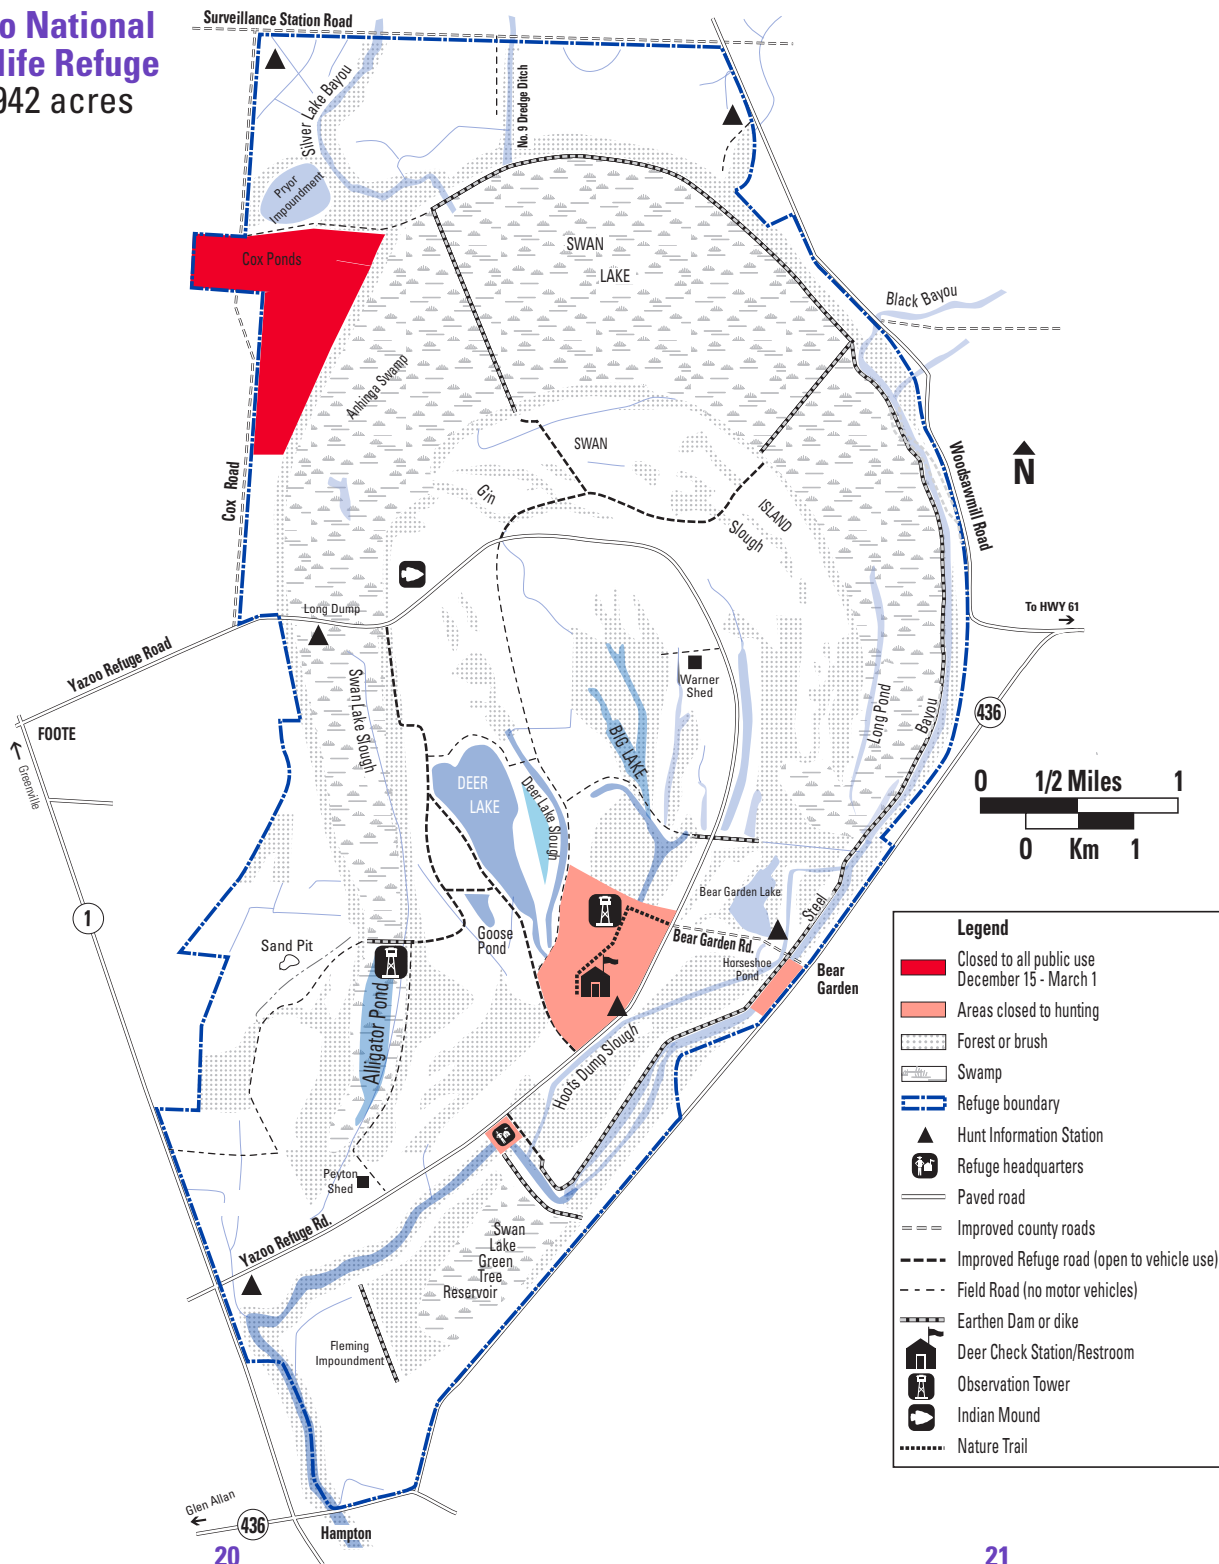 o National
life Refuge
942 acres
Surveillance Station Road
Silver Lake Bayou
No. 9 Dredge Ditch
Pryor
Impoundment
Cox Ponds
SWAN
LAKE
Black Bayou
Anhinga Swamp
SWAN
Gin
ISLAND
Slough
Cox Road
Woodsawmill Road
N
Long Dump
To HWY 61
Yazoo Refuge Road
Swan Lake Slough
Warner
Shed
Long Pond
Bayou
436
FOOTE
Greenville
BIG LAKE
DEER
LAKE
Deer Lake Slough
0 1/2 Miles 1
0 Km 1
1
Bear Garden Lake
Steel
Sand Pit
Goose
Pond
Bear Garden Rd.
Horseshoe
Pond
Bear
Garden
Alligator Pond
Hoots Dump Slough
Peyton
Shed
Yazoo Refuge Rd.
Swan
Lake
Green
Tree
Reservoir
Fleming
Impoundment
Glen Allan
436
Hampton
Legend
Closed to all public use
December 15 - March 1
Areas closed to hunting
Forest or brush
Swamp
Refuge boundary
Hunt Information Station
Refuge headquarters
Paved road
Improved county roads
Improved Refuge road (open to vehicle use)
Field Road (no motor vehicles)
Earthen Dam or dike
Deer Check Station/Restroom
Observation Tower
Indian Mound
Nature Trail
20
21